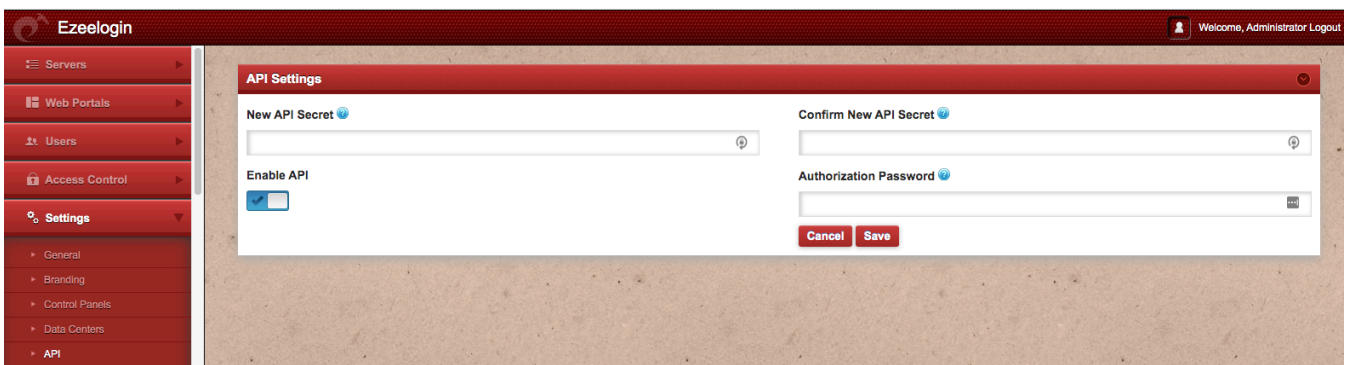 Ezeelogin
Welcome, Administrator Logout
Servers
Web Portals
Users
Access Control
Settings
General
Branding
Control Panels
Data Centers
API
API Settings
New API Secret
Confirm New API Secret
Enable API
Authorization Password
Cancel Save